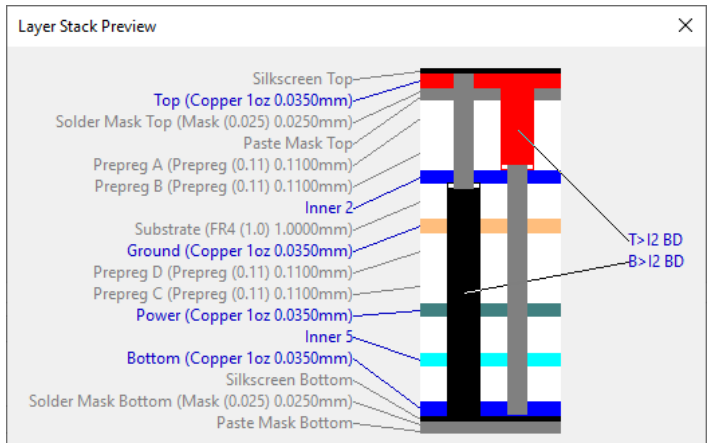 Layer Stack Preview
Silkscreen Top
Top (Copper 1oz 0.0350mm)
Solder Mask Top (Mask (0.025) 0.0250mm)
Paste Mask Top
Prepreg A (Prepreg (0.11) 0.1100mm)
Prepreg B (Prepreg (0.11) 0.1100mm)
Inner 2
Substrate (FR4 (1.0) 1.0000mm)
Ground (Copper 1oz 0.0350mm)
Prepreg D (Prepreg (0.11) 0.1100mm)
Prepreg C (Prepreg (0.11) 0.1100mm)
Power (Copper 1oz 0.0350mm)
Inner 5
Bottom (Copper 1oz 0.0350mm)
Silkscreen Bottom
Solder Mask Bottom (Mask (0.025) 0.0250mm)
Paste Mask Bottom
T>I2 BD
B>I2 BD